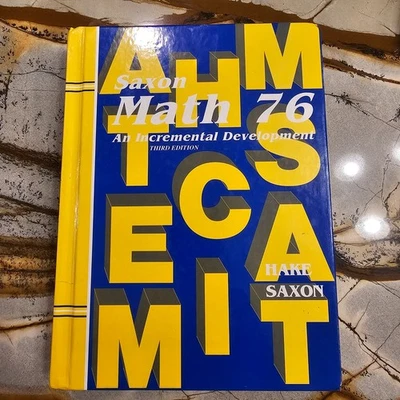 Saxon
Math 76
An Incremental Development
THIRD EDITION
HAKE
SAXON
A H M
T S
E C A
M I T